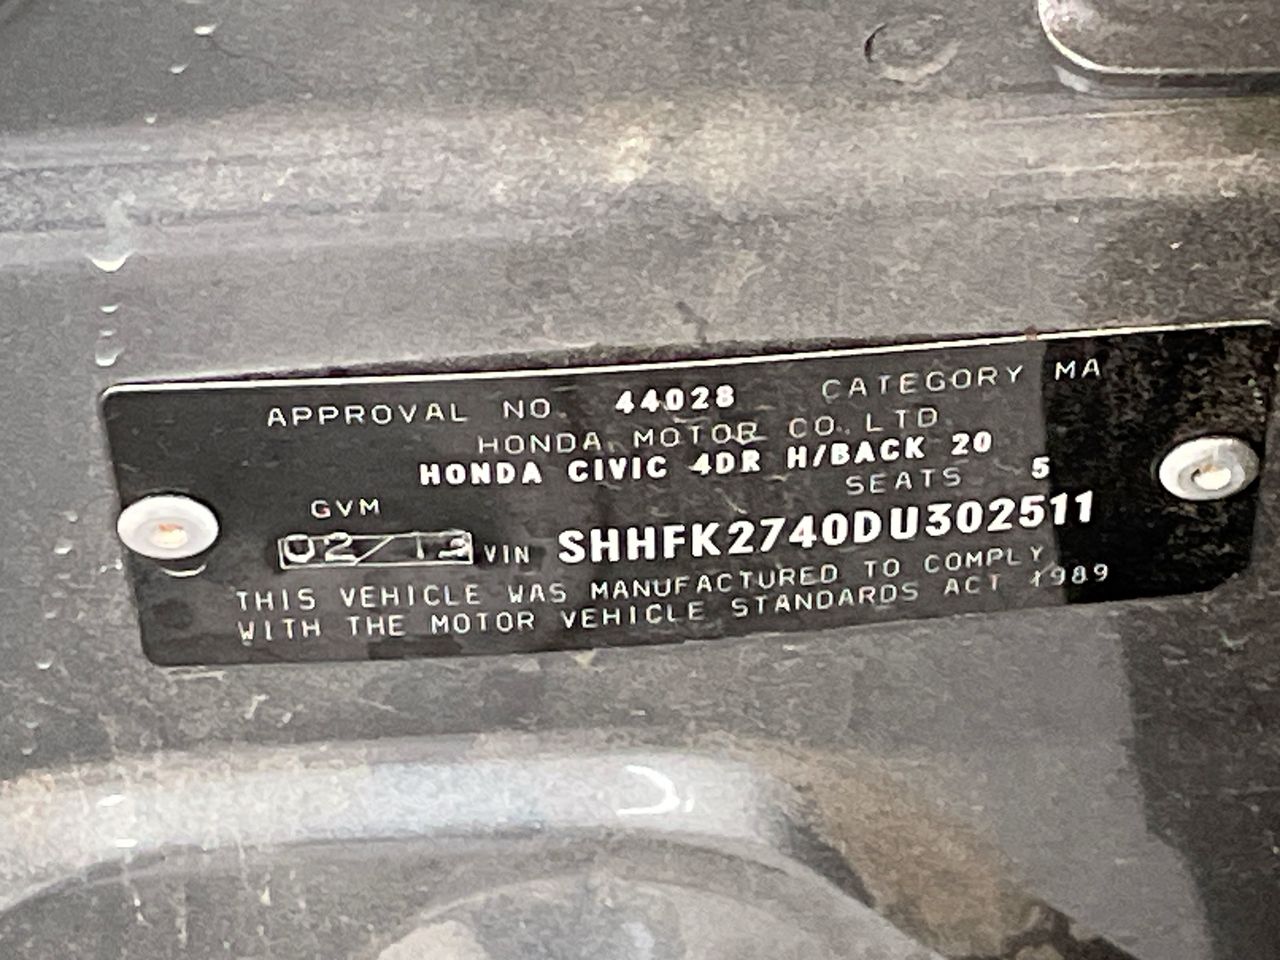 APPROVAL NO. 44028 CATEGORY MA
HONDA MOTOR CO., LTD.
HONDA CIVIC 4DR H/BACK 20
GVM SEATS 5
02/13 VIN SHHFK2740DU302511
THIS VEHICLE WAS MANUFACTURED TO COMPLY
WITH THE MOTOR VEHICLE STANDARDS ACT 1989